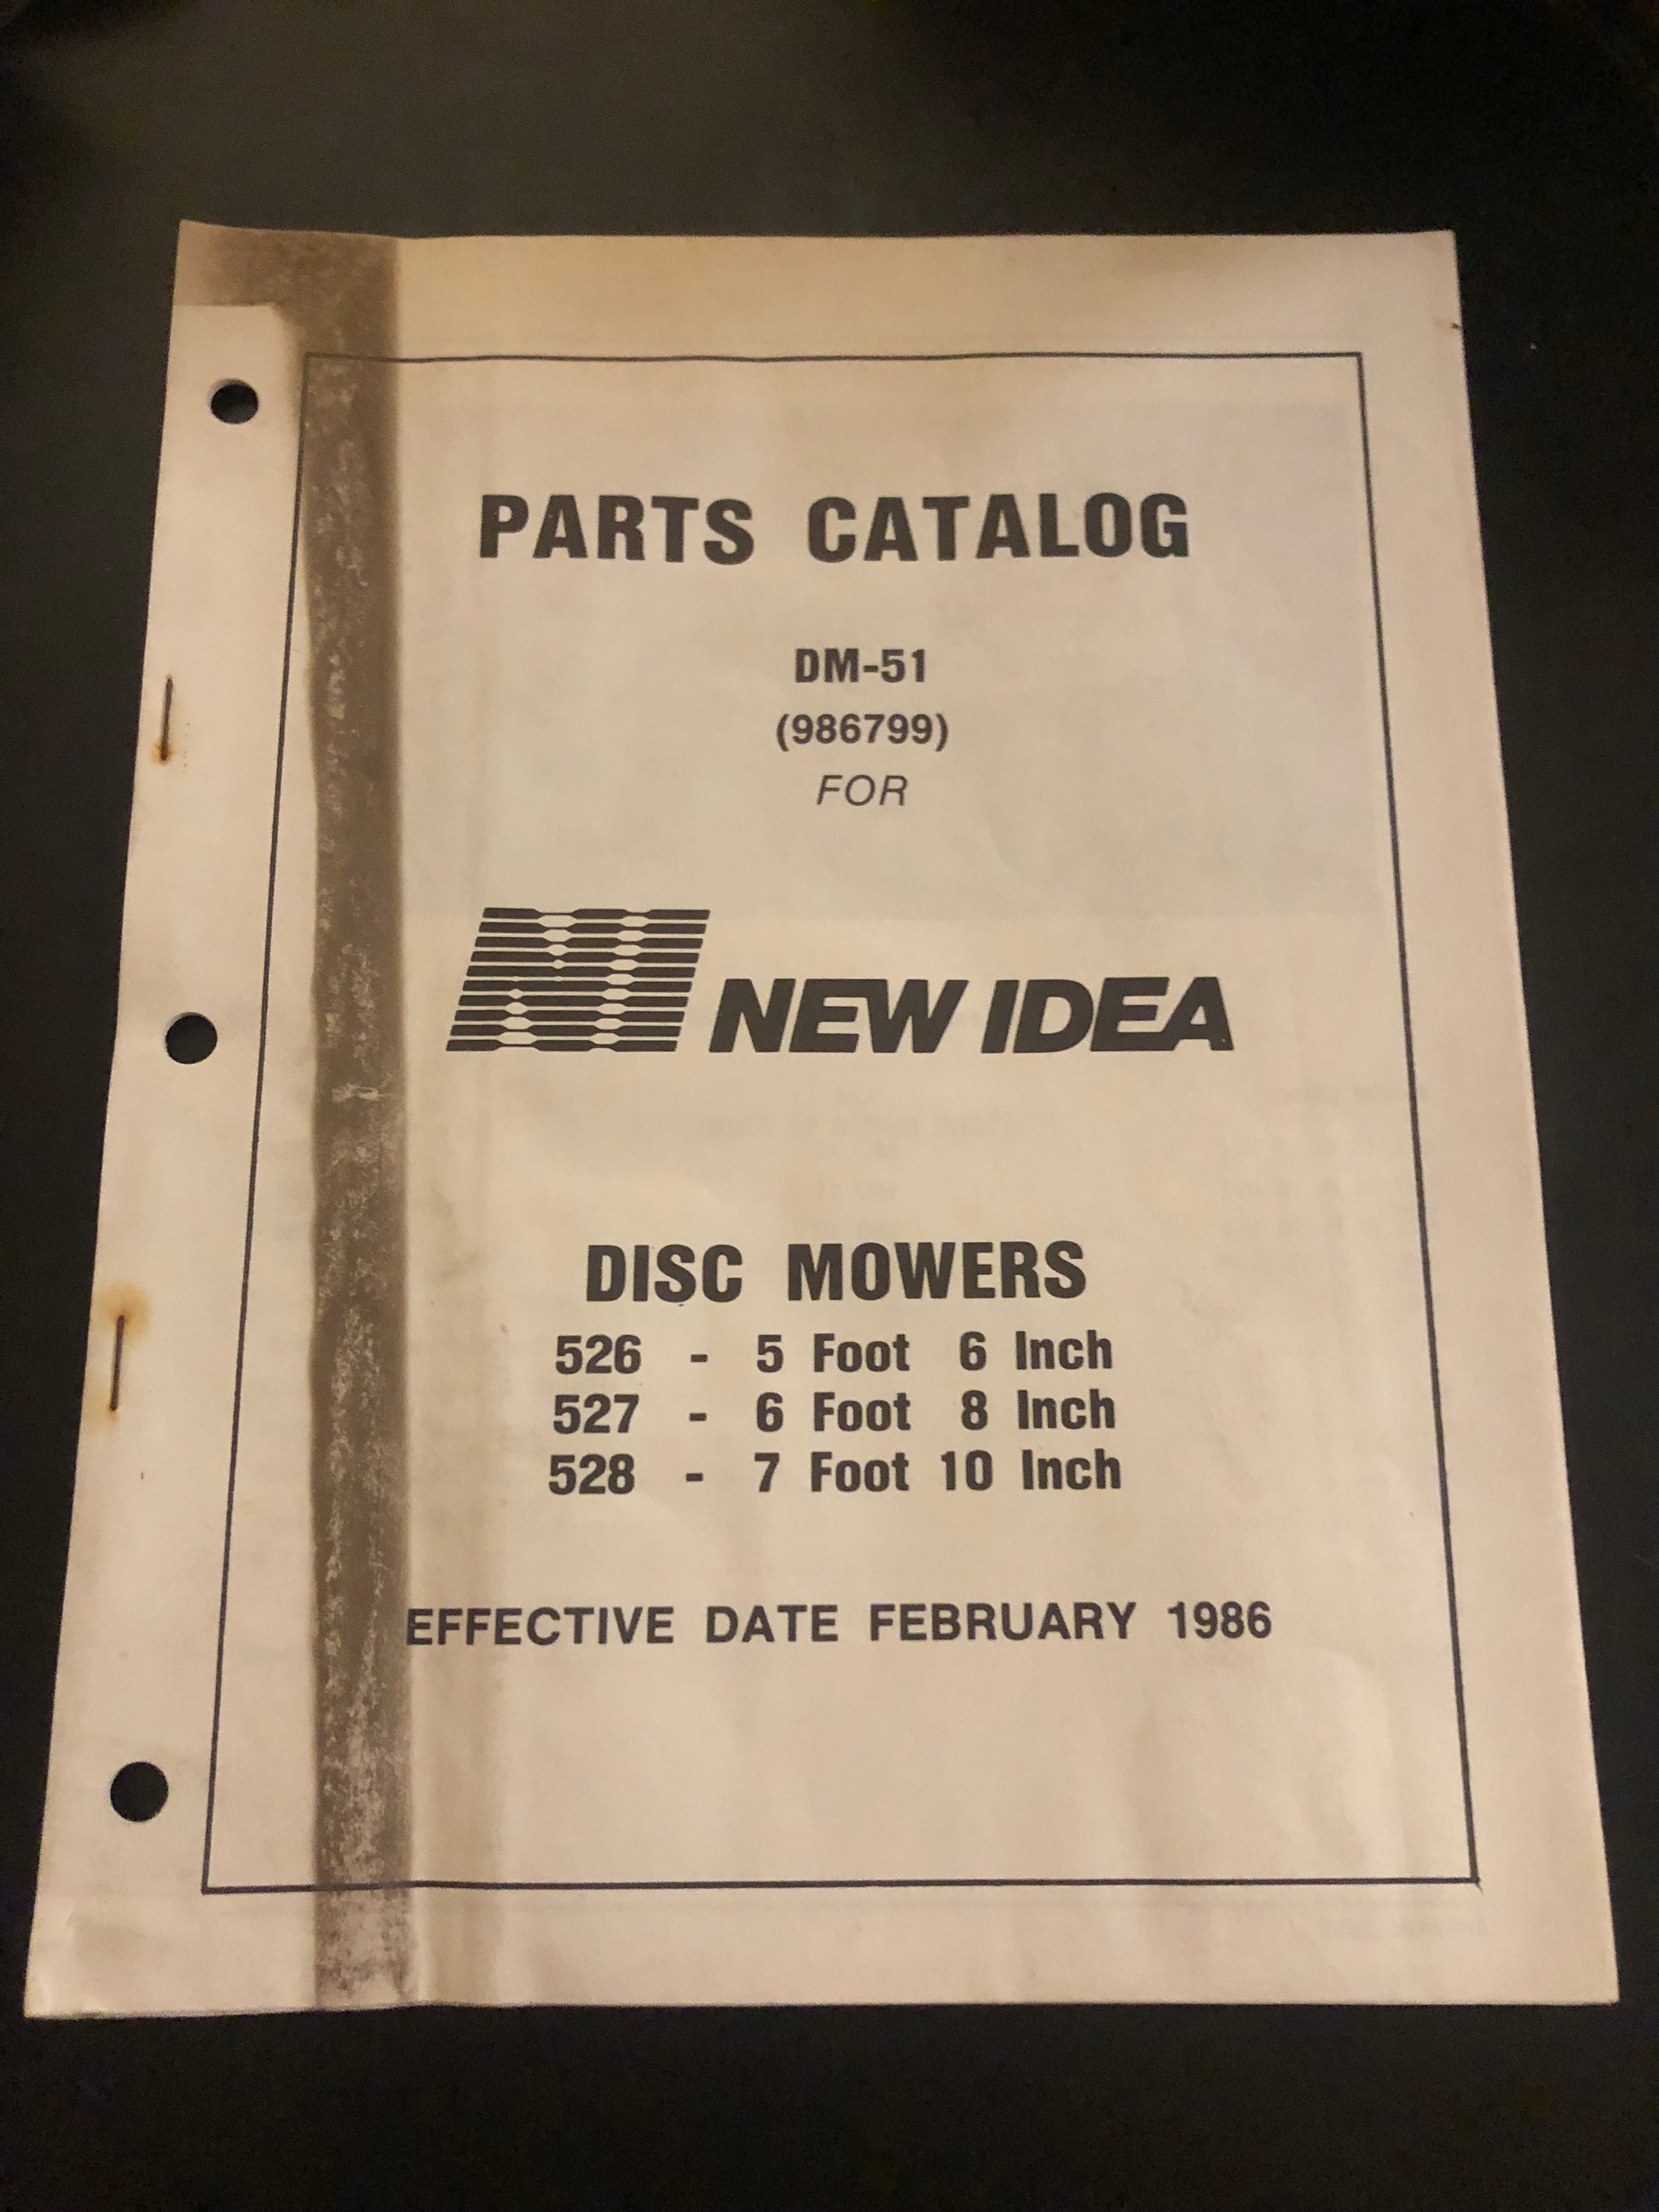 PARTS CATALOG
DM-51
(986799)
FOR
NEW IDEA
DISC MOWERS
526 - 5 Foot 6 Inch
527 - 6 Foot 8 Inch
528 - 7 Foot 10 Inch
EFFECTIVE DATE FEBRUARY 1986